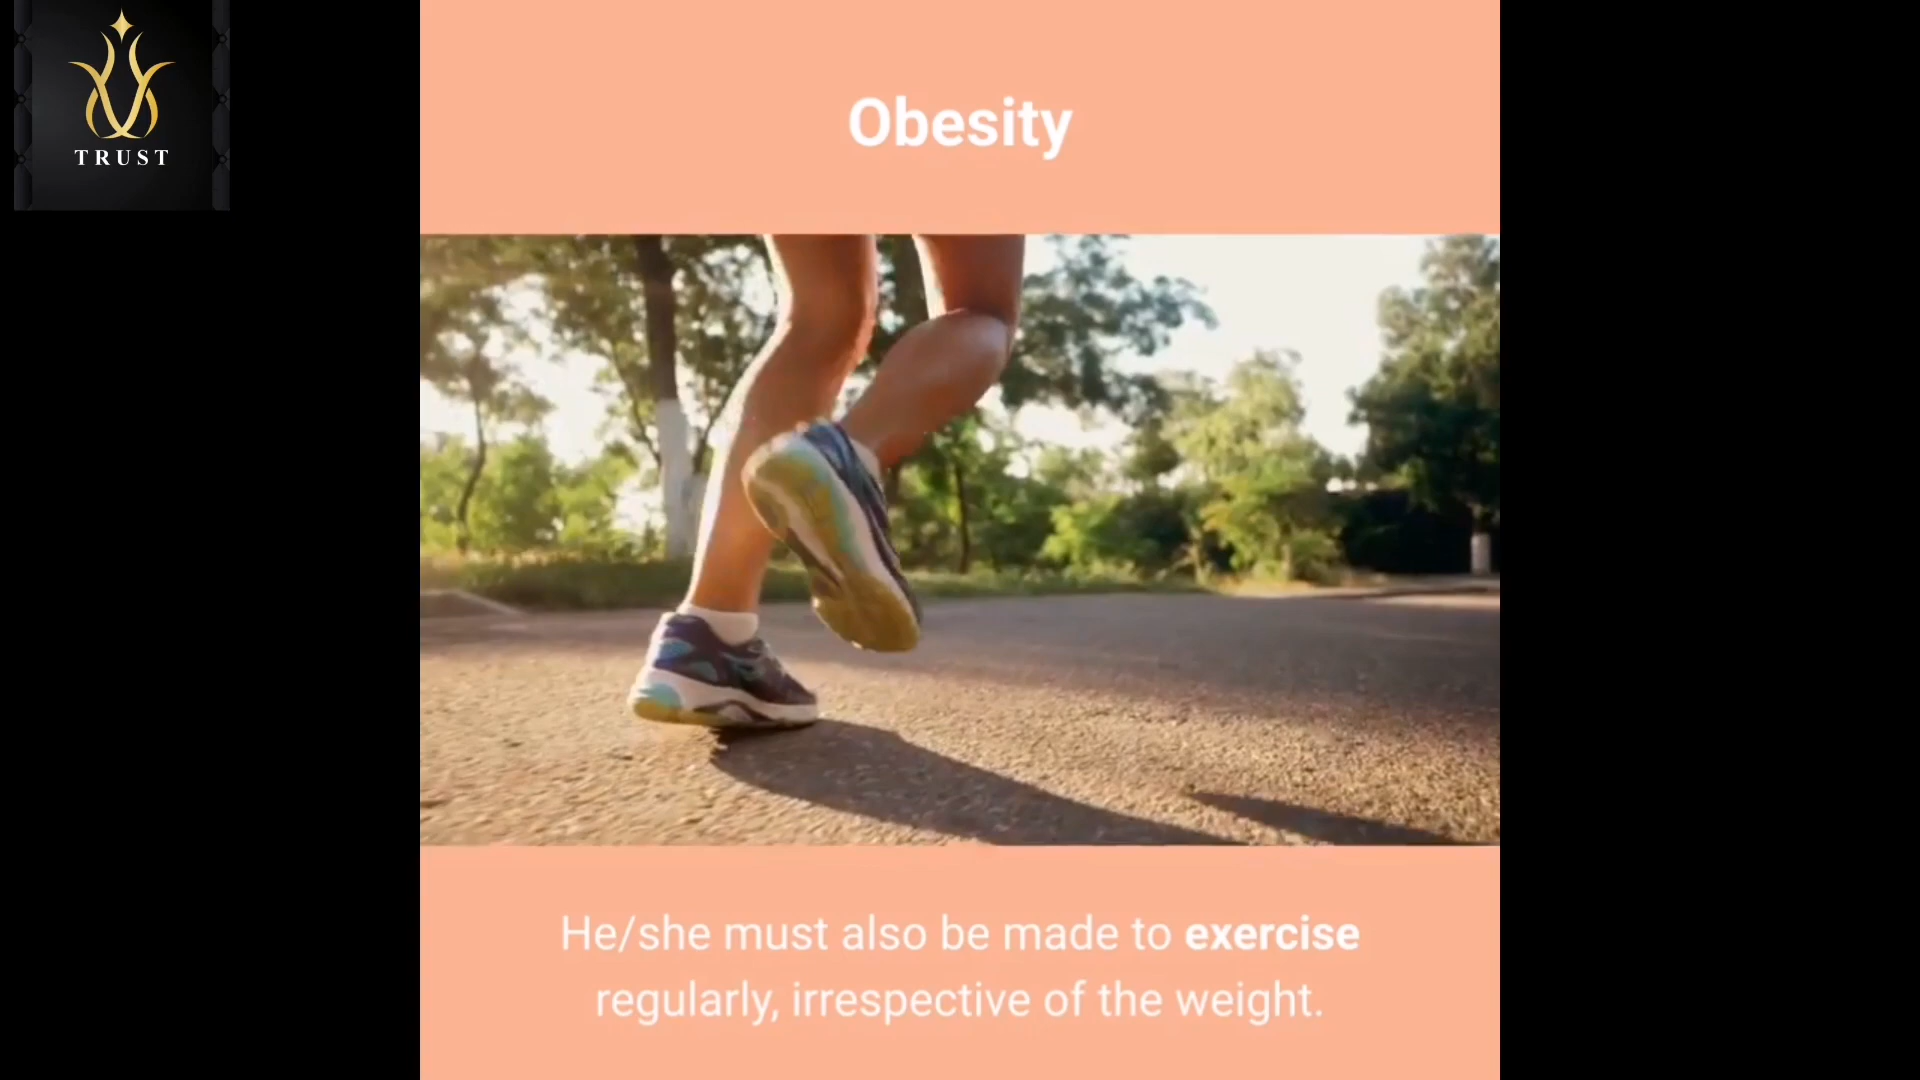 TRUST
Obesity
He/she must also be made to exercise
regularly, irrespective of the weight.